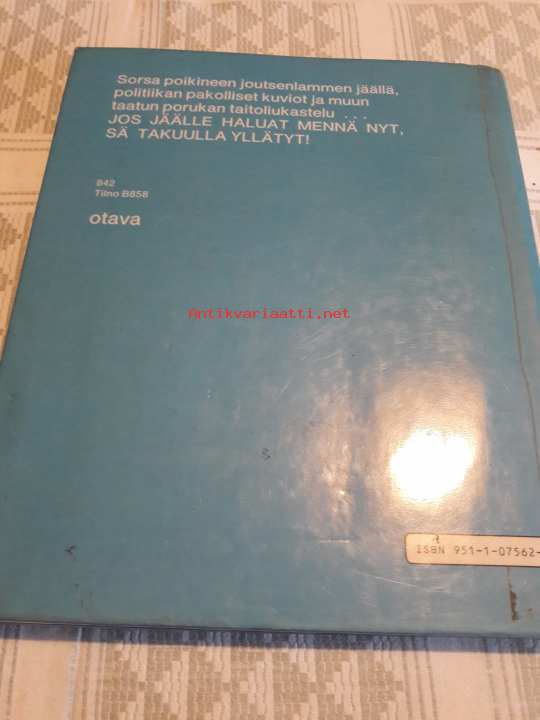 Sorsa poikineen joutsenlammen jäällä,
politiikan pakolliset kuviot ja muun
taatun porukan taitoliukastelu ...
JOS JÄÄLLE HALUAT MENNÄ NYT,
SÄ TAKUULLA YLLÄTYT!
842
Tilno B858
otava
Antikvariaatti.net
ISBN 951-1-07562-